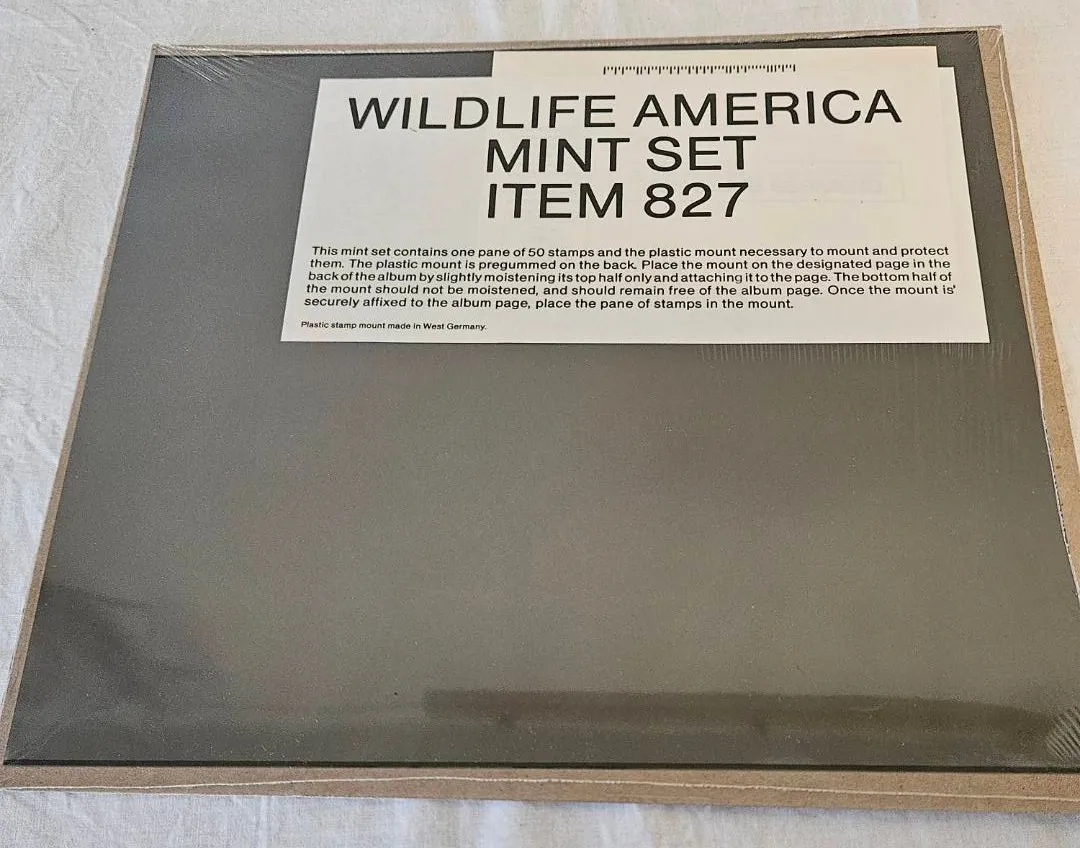 WILDLIFE AMERICA
MINT SET
ITEM 827
This mint set contains one pane of 50 stamps and the plastic mount necessary to mount and protect
them. The plastic mount is pregummed on the back. Place the mount on the designated page in the
back of the album by slightly moistening its top half only and attaching it to the page. The bottom half of
the mount should not be moistened, and should remain free of the album page. Once the mount is
securely affixed to the album page, place the pane of stamps in the mount.
Plastic stamp mount made in West Germany.